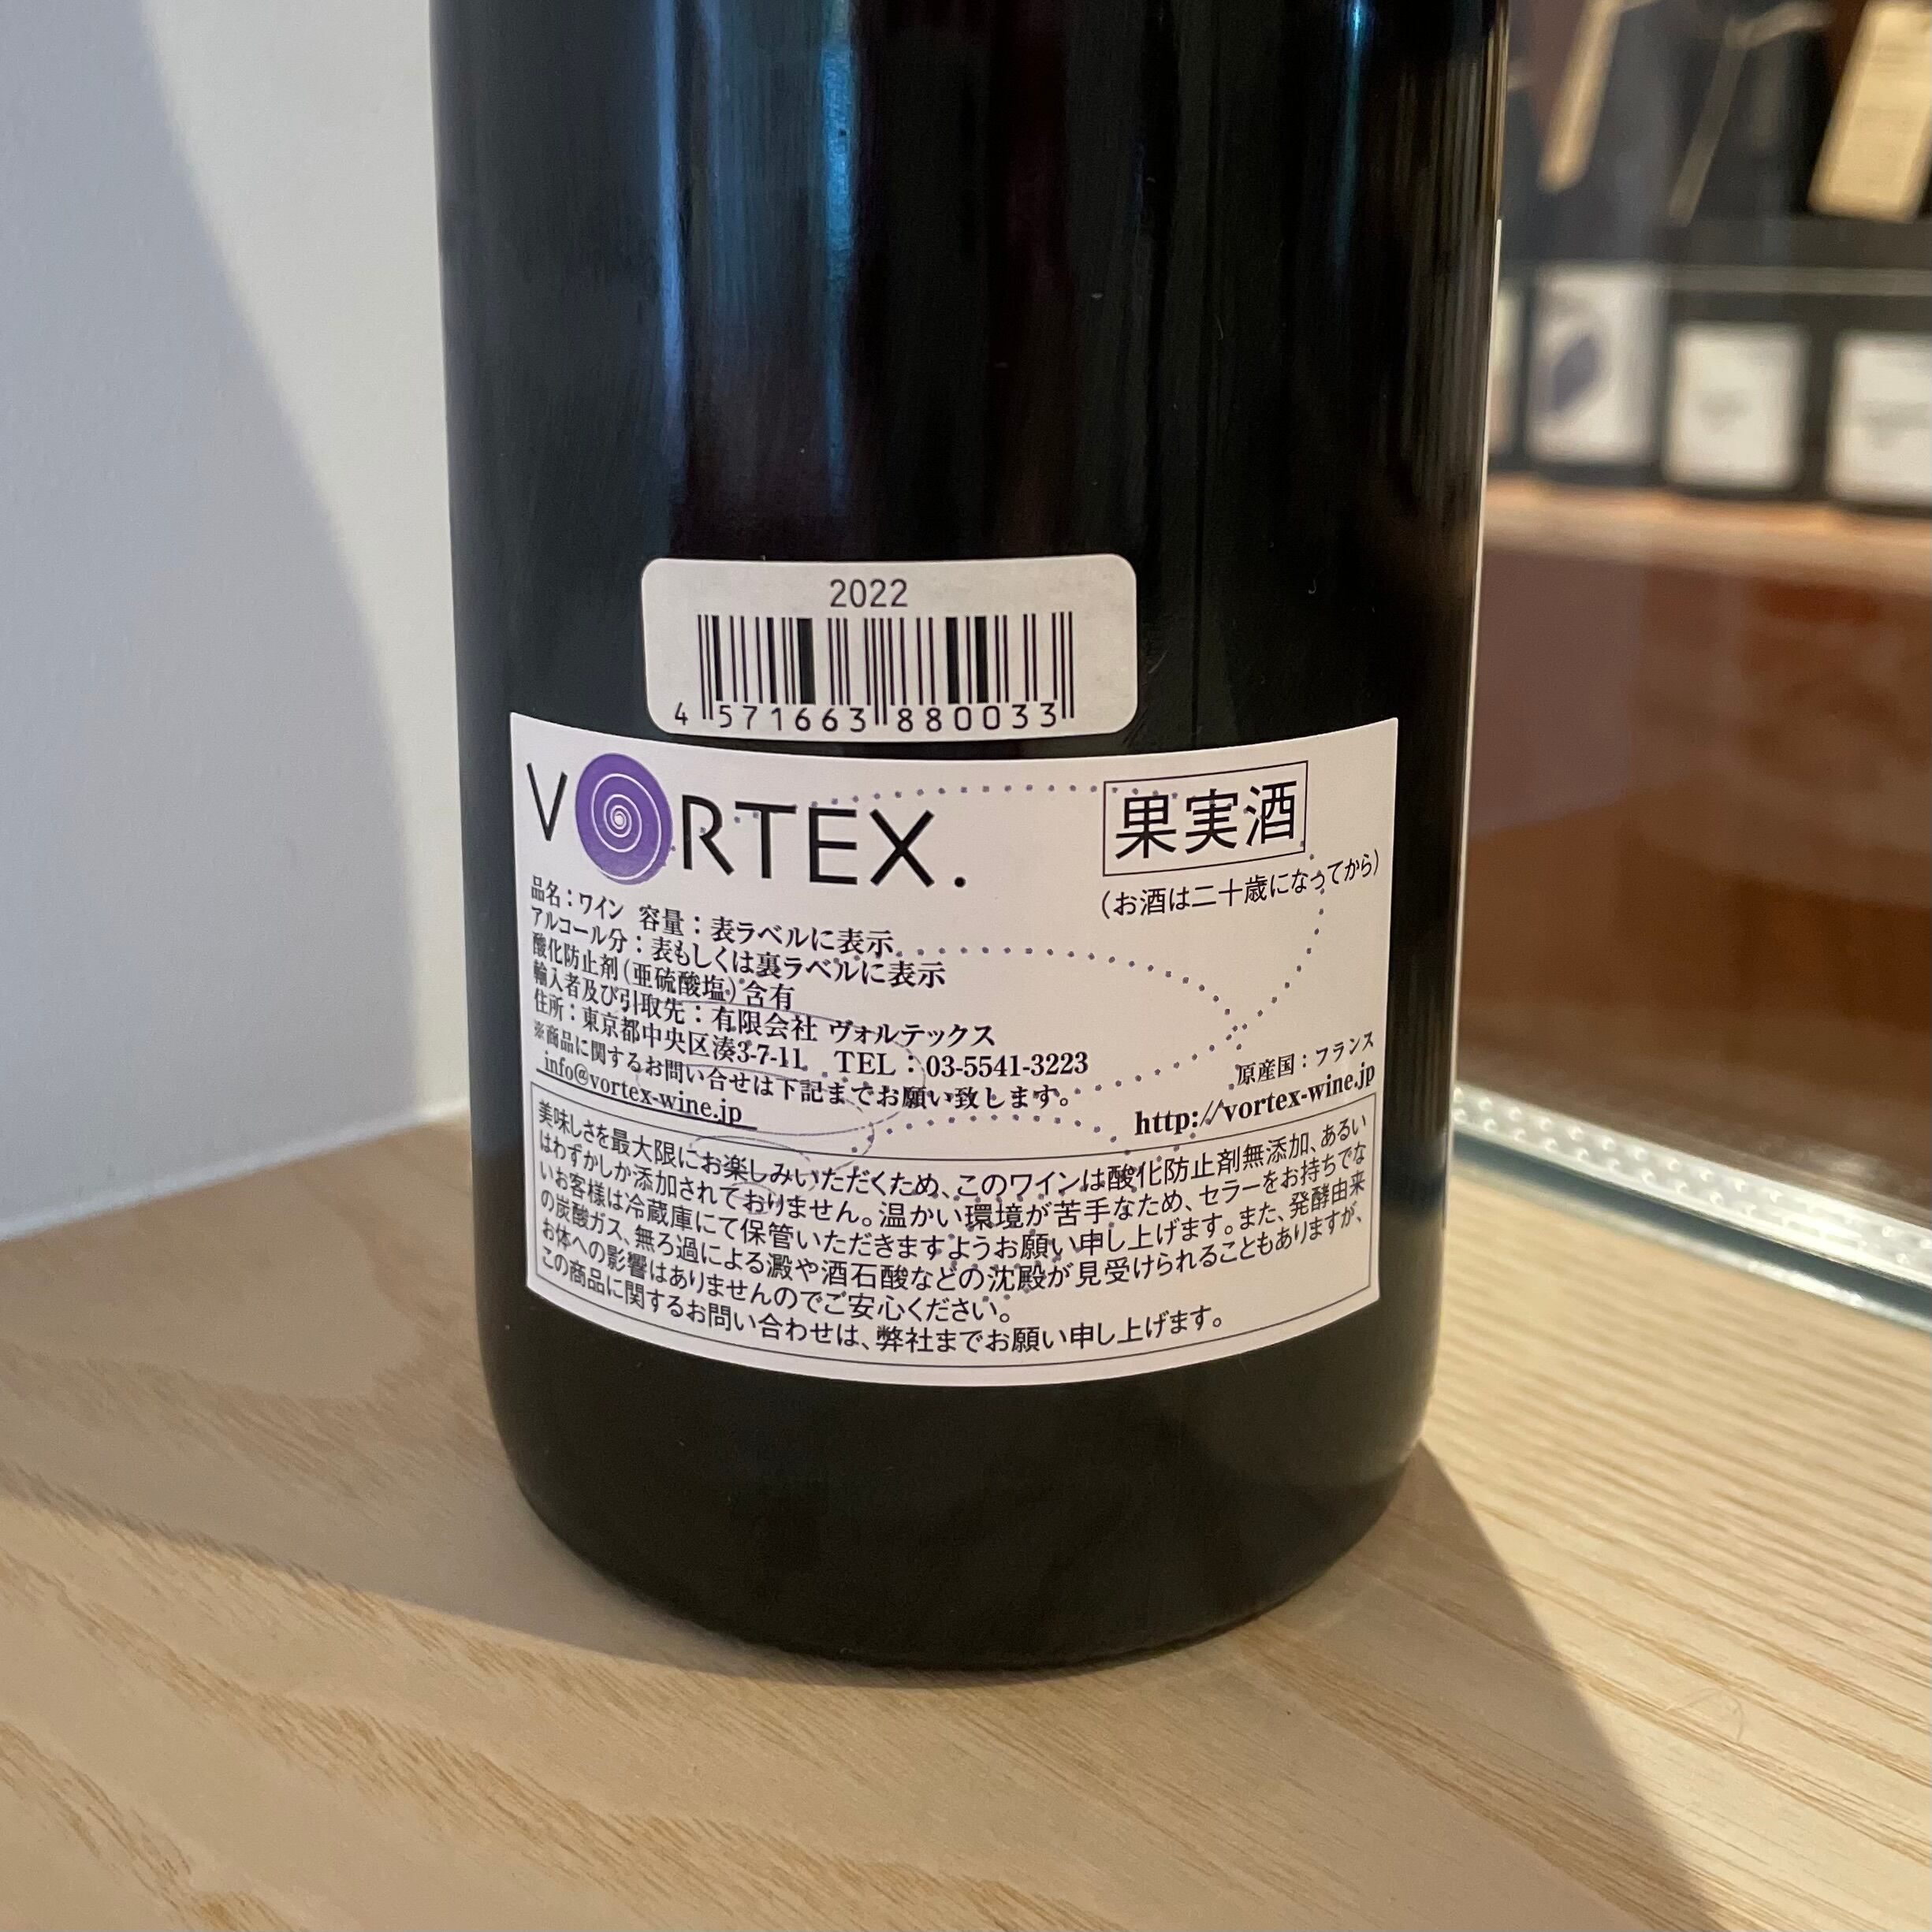 2022
4 571663 880033
VORTEX.
果実酒
(お酒は二十歳になってから)
品名：ワイン 容量：表ラベルに表示
アルコール分：表もしくは裏ラベルに表示
酸化防止剤(亜硫酸塩)含有
輸入者及び引取先：有限会社 ヴォルテックス
住所：東京都中央区湊3-7-11 TEL：03-5541-3223
※商品に関するお問い合せは下記までお願い致します。
info@vortex-wine.jp
原産国：フランス
http://vortex-wine.jp
美味しさを最大限にお楽しみいただくため、このワインは酸化防止剤無添加、あるい
はわずかしか添加されておりません。温かい環境が苦手なため、セラーをお持ちでな
いお客様は冷蔵庫にて保管いただきますようお願い申し上げます。また、発酵由来
の炭酸ガス、無ろ過による澱や酒石酸などの沈殿が見受けられることもありますが、
お体への影響はありませんのでご安心ください。
この商品に関するお問い合わせは、弊社までお願い申し上げます。